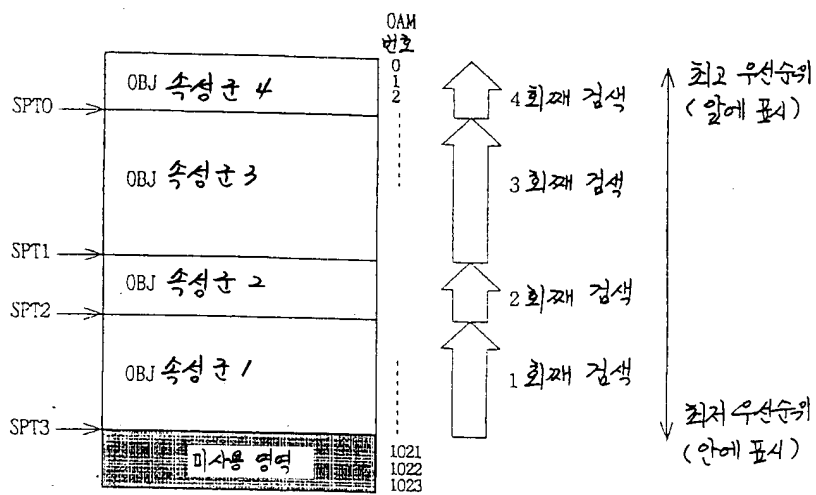 OAM
번호
0
1
2
OBJ 속성군 4
SPT0
4회째 검색
최고 우선순위
(앞에 표시)
OBJ 속성군 3
3회째 검색
SPT1
OBJ 속성군 2
2회째 검색
SPT2
OBJ 속성군 1
1회째 검색
SPT3
최저 우선순위
(안에 표시)
미사용 영역
1021
1022
1023